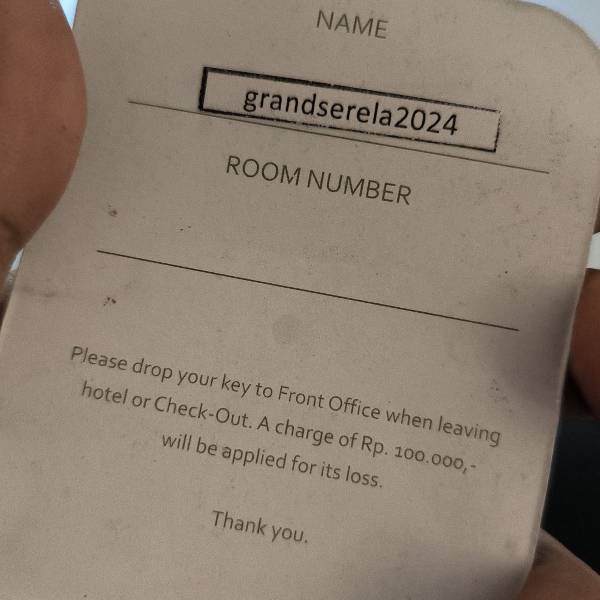 NAME
grandserela2024
ROOM NUMBER
Please drop your key to Front Office when leaving
hotel or Check-Out. A charge of Rp. 100.000,-
will be applied for its loss.
Thank you.